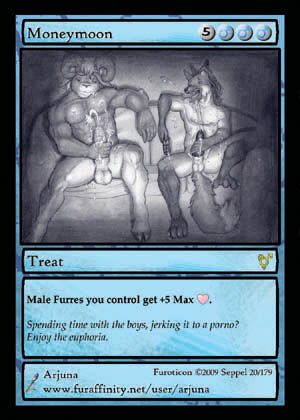 Moneymoon 5
Treat
Male Furres you control get +5 Max .
Spending time with the boys, jerking it to a porno?
Enjoy the euphoria.
Furoticon ©2009 Seppel 20/179
Arjuna
www.furaffinity.net/user/arjuna